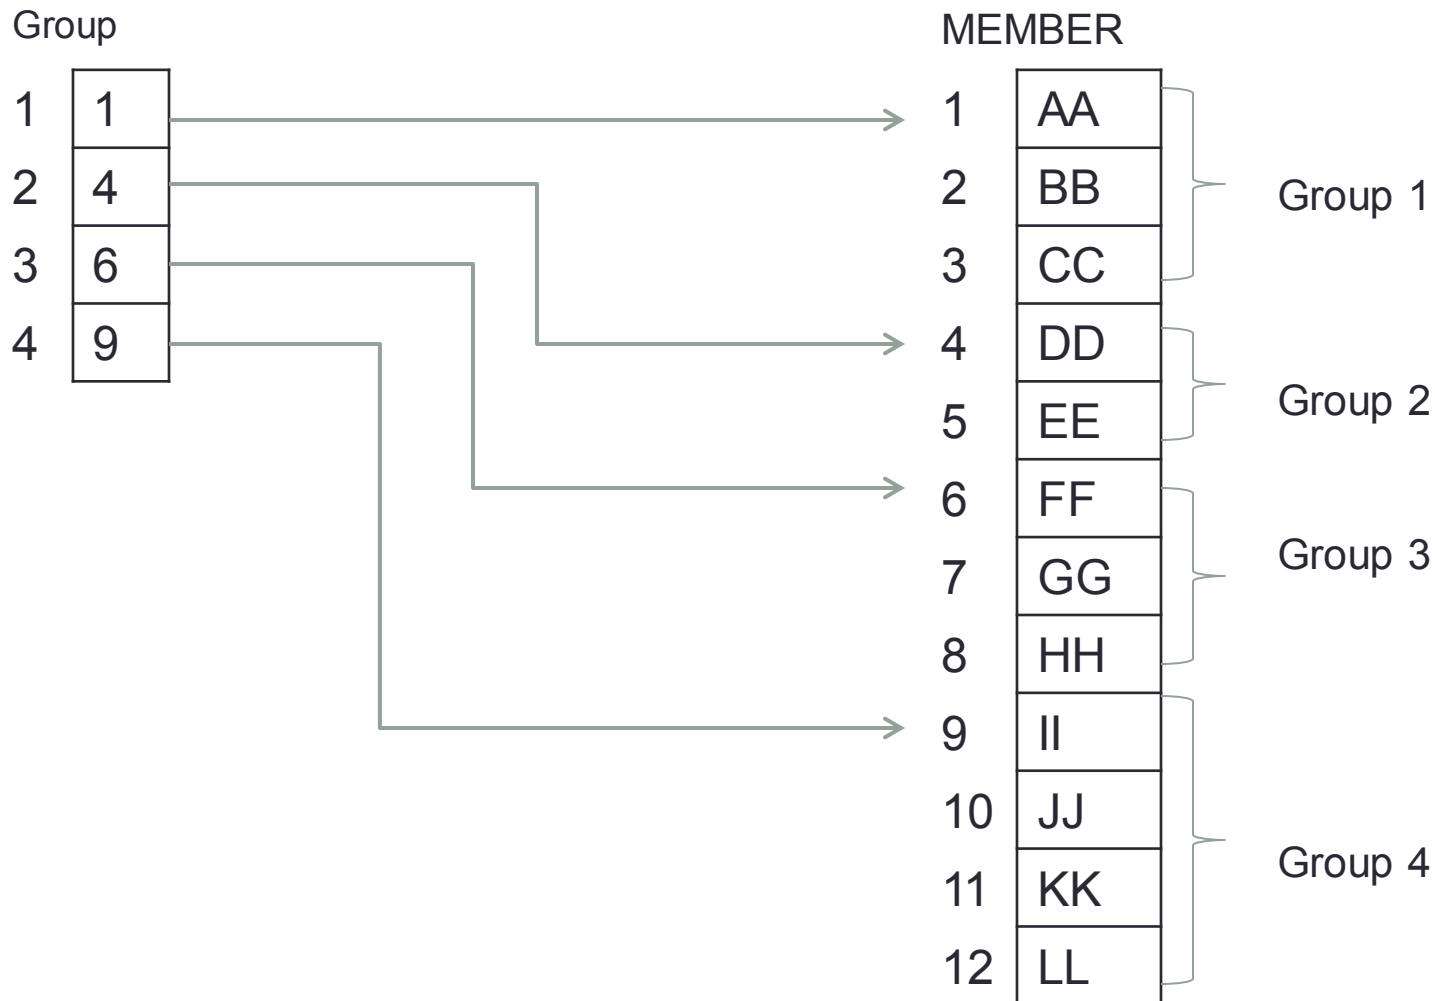 Group
MEMBER
1 1
2 4
3 6
4 9
1 AA
2 BB
3 CC
4 DD
5 EE
6 FF
7 GG
8 HH
9 II
10 JJ
11 KK
12 LL
Group 1
Group 2
Group 3
Group 4